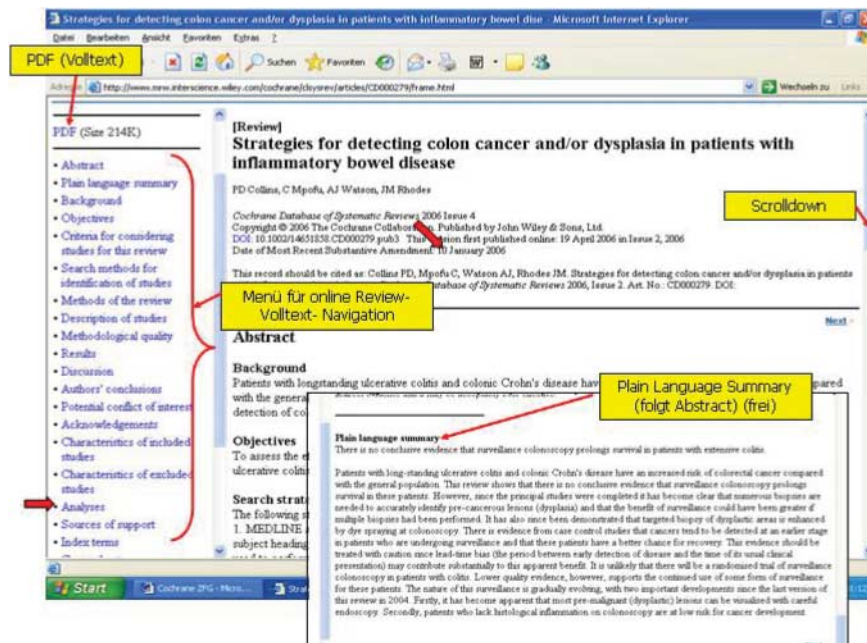 Strategies for detecting colon cancer and/or dysplasia in patients with inflammatory bowel dise - Microsoft Internet Explorer
Datei Bearbeiten Ansicht Favoriten Extras ?
PDF (Volltext)
Suchen Favoriten
http://www.mrw.interscience.wiley.com/cochrane/clsysrev/articles/CD000279/frame.html
Wechseln zu Links
PDF (Size 214K)
• Abstract
• Plain language summary
• Background
• Objectives
• Criteria for considering
studies for this review
• Search methods for
identification of studies
• Methods of the review
• Description of studies
• Methodological quality
• Results
• Discussion
• Authors' conclusions
• Potential conflict of interest
• Acknowledgements
• Characteristics of included
studies
• Characteristics of excluded
studies
• Analyses
• Sources of support
• Index terms
[Review]
Strategies for detecting colon cancer and/or dysplasia in patients with
inflammatory bowel disease
PD Collins, C Mpofu, AJ Watson, JM Rhodes
Cochrane Database of Systematic Reviews 2006 Issue 4
Copyright © 2006 The Cochrane Collaboration. Published by John Wiley & Sons, Ltd.
DOI: 10.1002/14651858.CD000279.pub3 This version first published online: 19 April 2006 in Issue 2, 2006
Date of Most Recent Substantive Amendment: 10 January 2006
This record should be cited as: Collins PD, Mpofu C, Watson AJ, Rhodes JM. Strategies for detecting colon cancer and/or dysplasia in patients
Database of Systematic Reviews 2006, Issue 2. Art. No.: CD000279. DOI:
Scrolldown
Menü für online Review-
Volltext- Navigation
Next
Abstract
Background
Patients with longstanding ulcerative colitis and colonic Crohn's disease have
with the general
detection of co
Objectives
To assess the
ulcerative coliti
Search strat
The following s
1. MEDLINE
subject heading
Plain Language Summary
(folgt Abstract) (frei)
Plain language summary
There is no conclusive evidence that surveillance colonoscopy prolongs survival in patients with extensive colitis.
Patients with long-standing ulcerative colitis and colonic Crohn's disease have an increased risk of colorectal cancer compared
with the general population. This review shows that there is no conclusive evidence that surveillance colonoscopy prolongs
survival in these patients. However, since the principal studies were completed it has become clear that numerous biopsies are
needed to accurately identify pre-cancerous lesions (dysplasia) and that the benefit of surveillance could have been greater if
multiple biopsies had been performed. It has also since been demonstrated that targeted biopsy of dysplastic areas is enhanced
by dye spraying at colonoscopy. There is evidence from case control studies that cancers tend to be detected at an earlier stage
in patients who are undergoing surveillance and that these patients have a better chance for recovery. This evidence should be
treated with caution since lead-time bias (the period between early detection of disease and the time of its usual clinical
presentation) may contribute substantially to this apparent benefit. It is unlikely that there will be a randomised trial of surveillance
colonoscopy in patients with colitis. Lower quality evidence, however, supports the continued use of some form of surveillance
for these patients. The nature of this surveillance is gradually evolving, with two important developments since the last version of
this review in 2004. Firstly, it has become apparent that most pre-malignant (dysplastic) lesions can be visualised with careful
endoscopy. Secondly, patients who lack histological inflammation on colonoscopy are at low risk for cancer development.
Start Cochrane ZFG - Micro... Stra